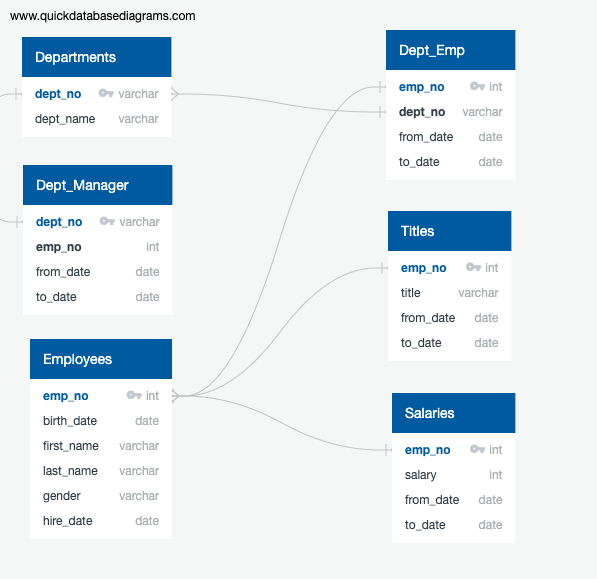 www.quickdatabasediagrams.com
Departments
dept_no varchar
dept_name varchar
Dept_Manager
dept_no varchar
emp_no int
from_date date
to_date date
Employees
emp_no int
birth_date date
first_name varchar
last_name varchar
gender varchar
hire_date date
Dept_Emp
emp_no int
dept_no varchar
from_date date
to_date date
Titles
emp_no int
title varchar
from_date date
to_date date
Salaries
emp_no int
salary int
from_date date
to_date date